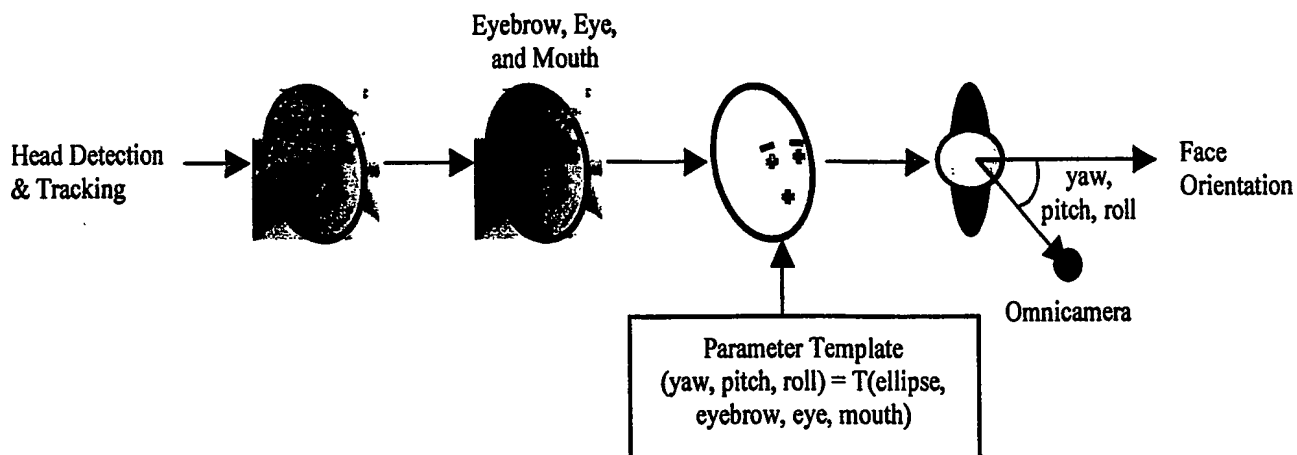 Eyebrow, Eye,
and Mouth
Head Detection
& Tracking
Face
Orientation
yaw,
pitch, roll
Omnicamera
Parameter Template
(yaw, pitch, roll) = T(ellipse,
eyebrow, eye, mouth)